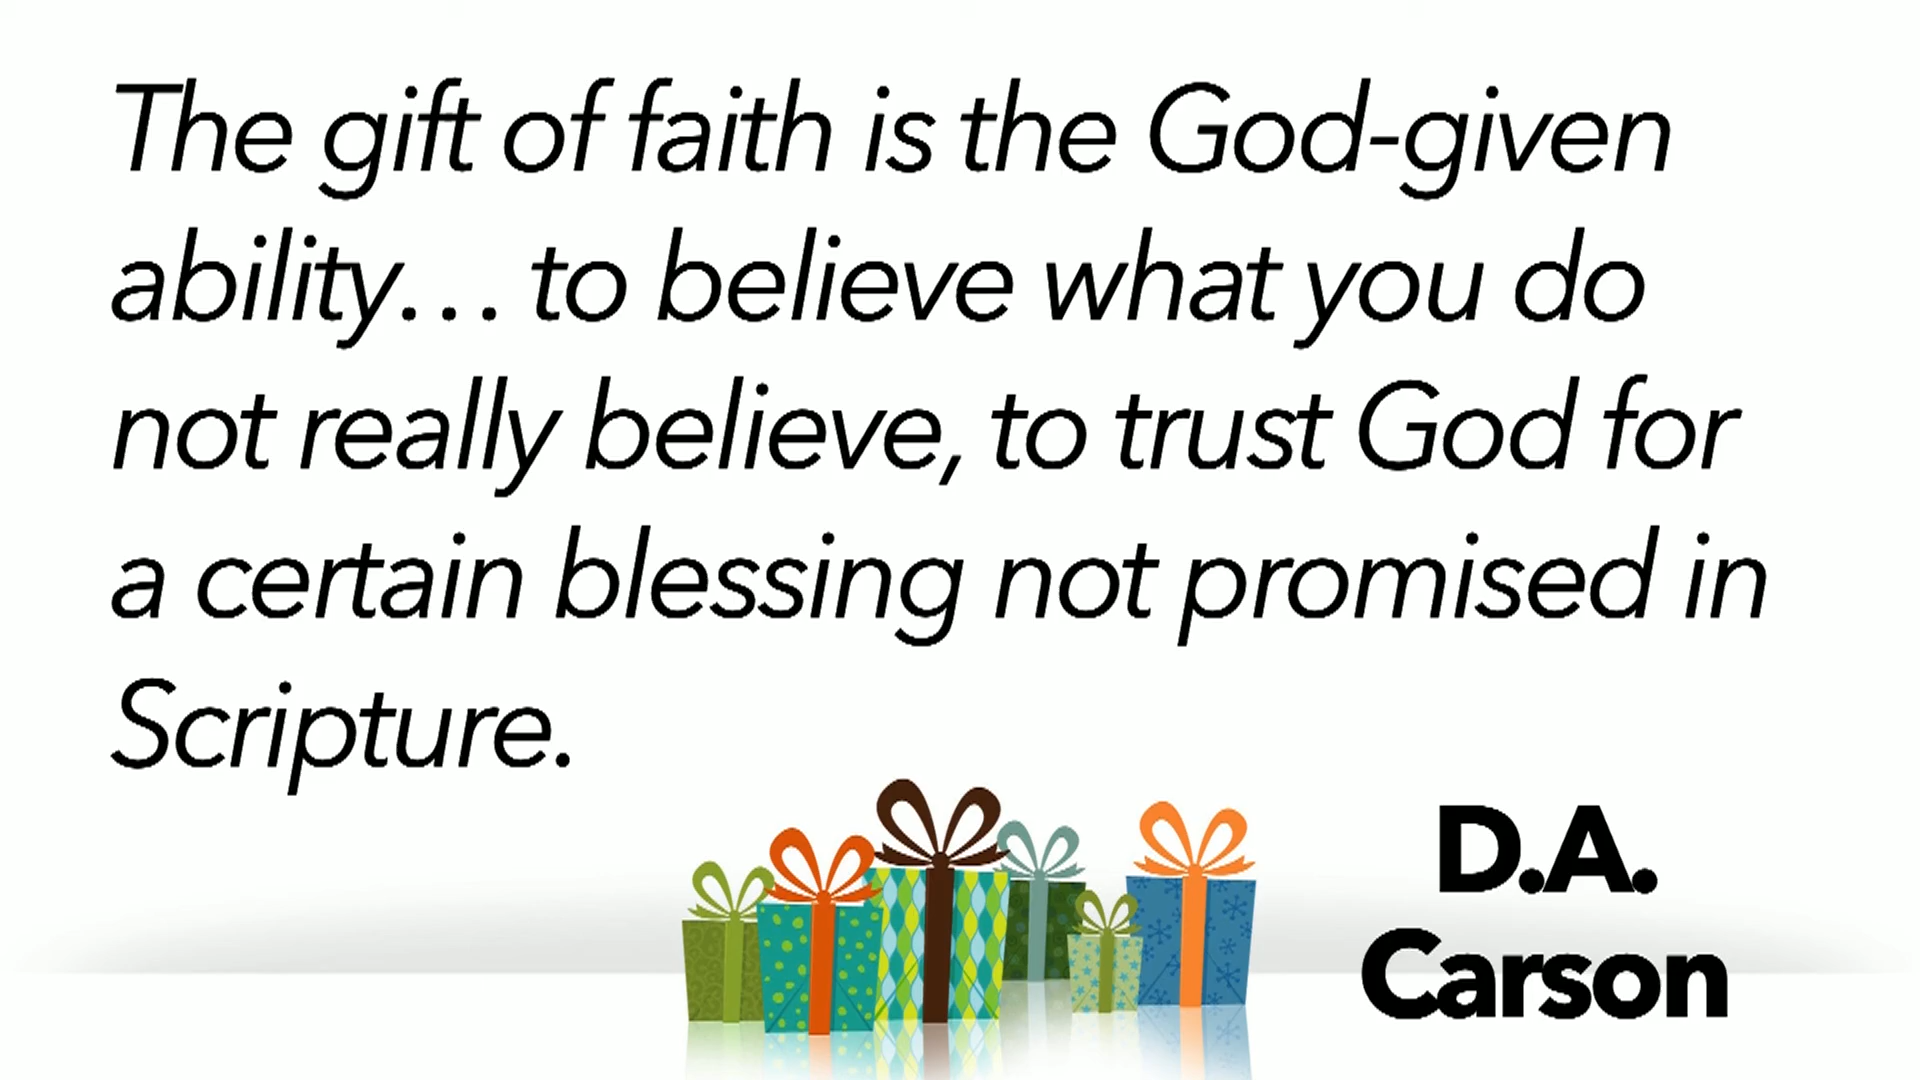 The gift of faith is the God-given
ability… to believe what you do
not really believe, to trust God for
a certain blessing not promised in
Scripture.
D.A.
Carson